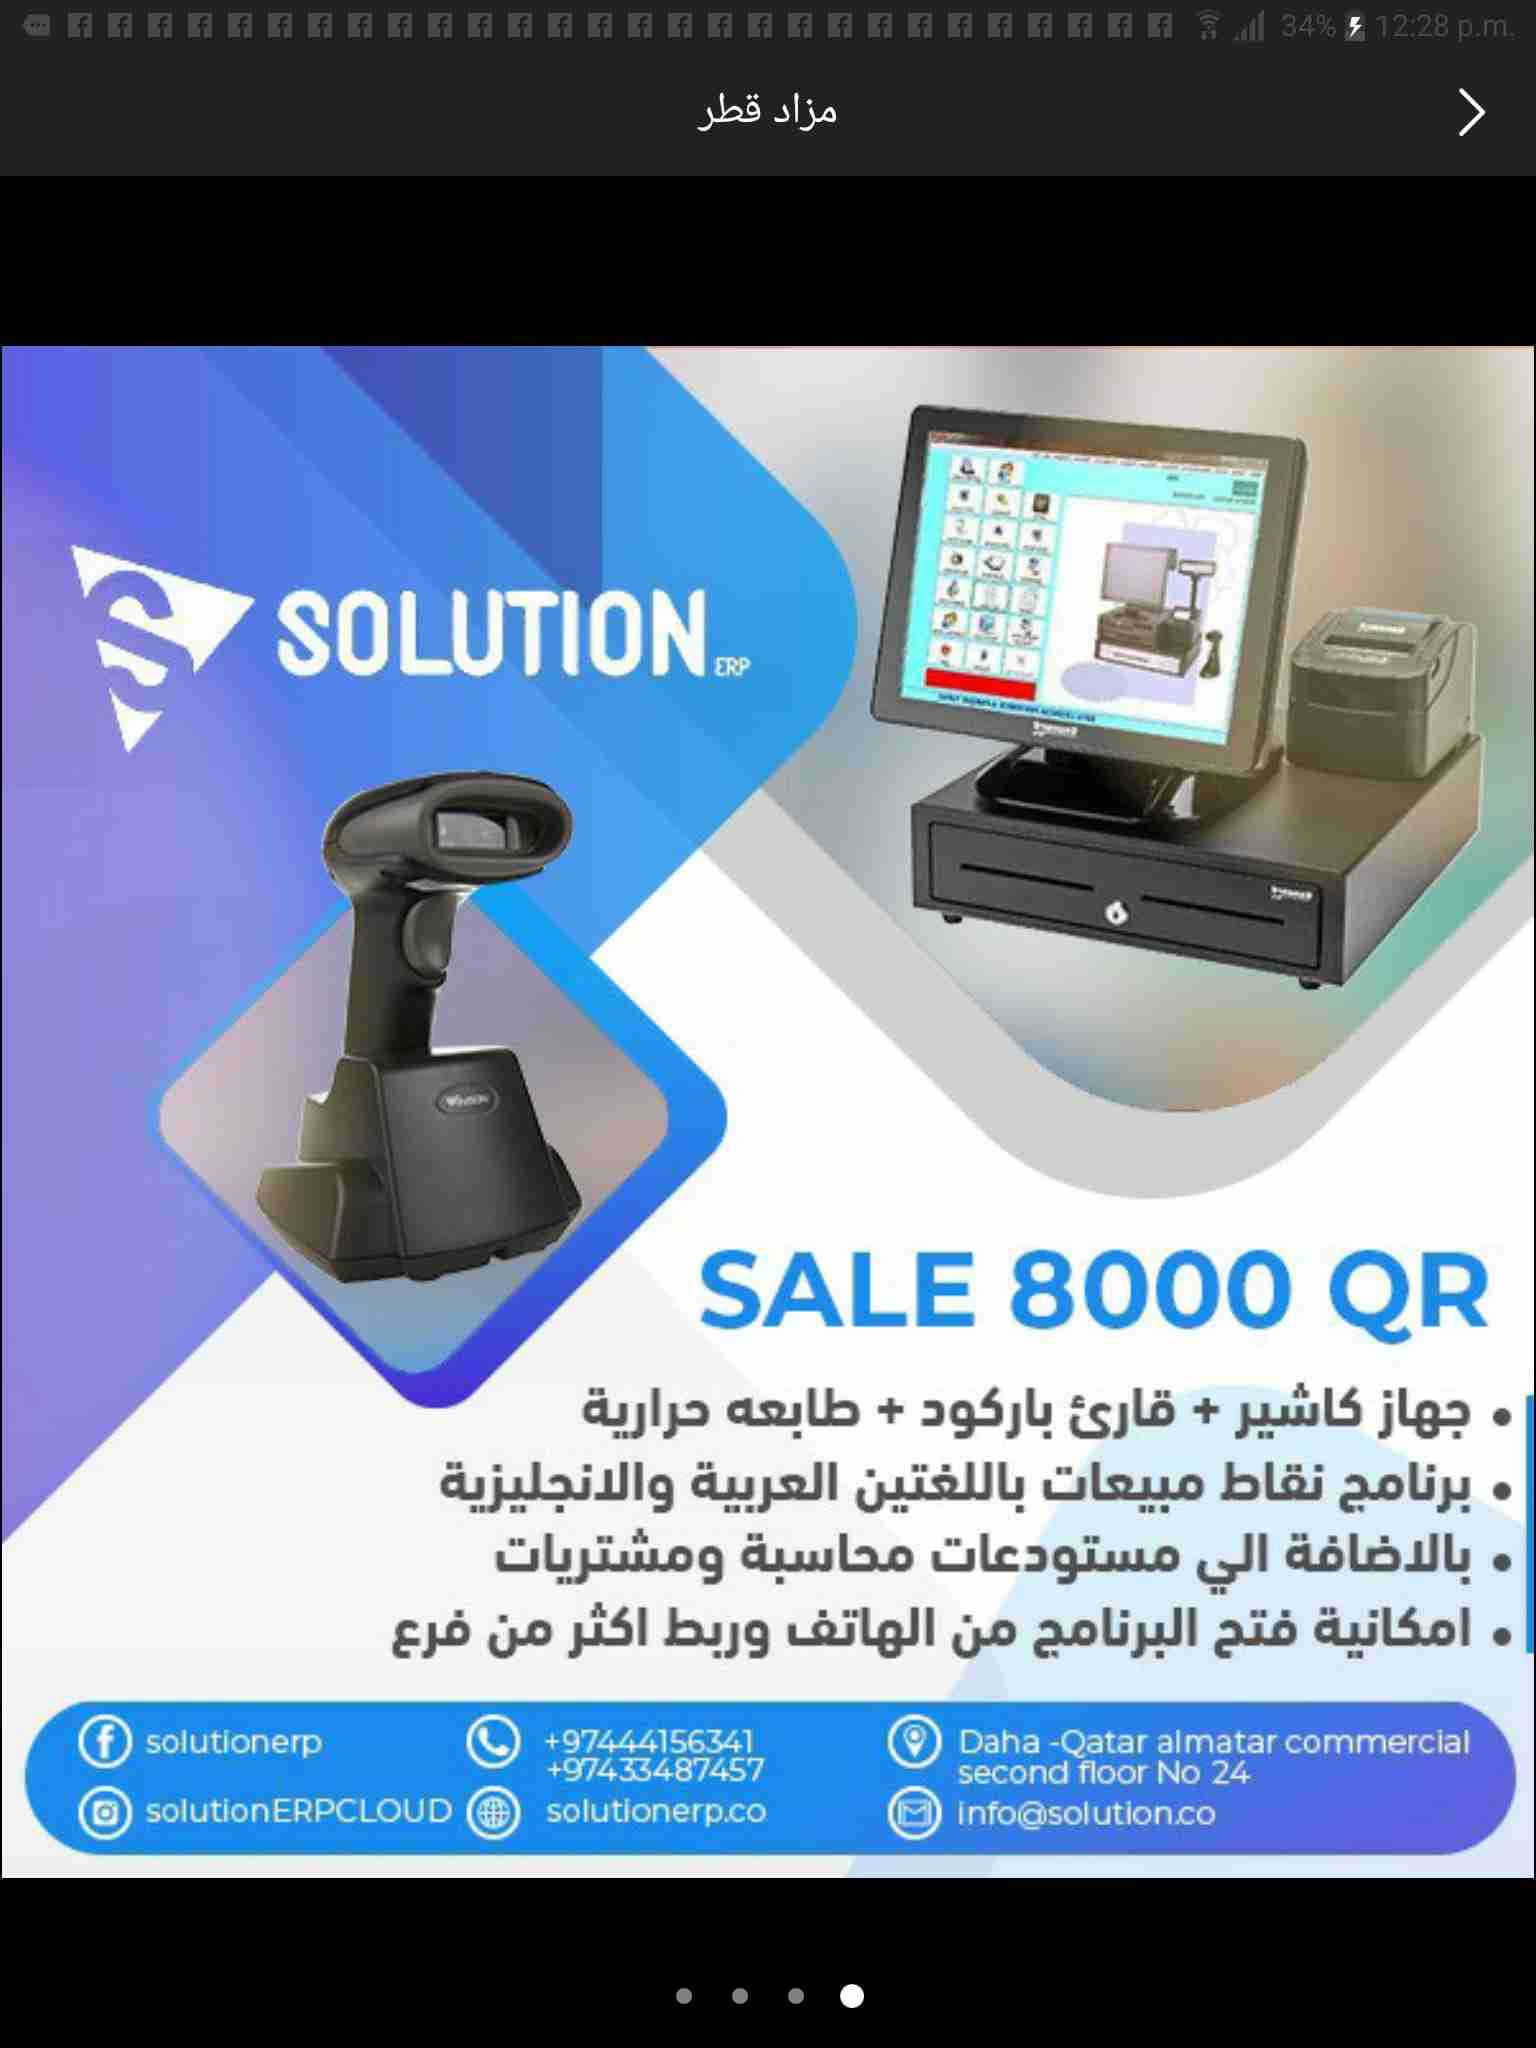 34% 12:28 p.m.
مزاد قطر
SOLUTION
ERP
SALE 8000 QR
• جهاز كاشير + قارئ باركود + طابعه حرارية
• برنامج نقاط مبيعات باللغتين العربية والانجليزية
• بالاضافة الي مستودعات محاسبة ومشتريات
• امكانية فتح البرنامج من الهاتف وربط اكثر من فرع
solutionerp
solutionERPCLOUD
+97444156341
+97433487457
solutionerp.co
Daha -Qatar almatar commercial
second floor No 24
info@solution.co